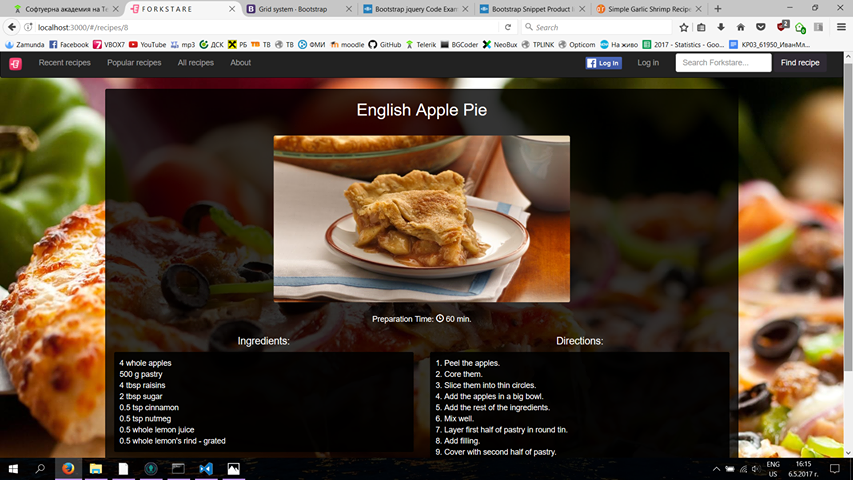 Софтуерна академия на Те
FORKSTARE
Grid system · Bootstrap
Bootstrap jquery Code Exam
Bootstrap Snippet Product
Simple Garlic Shrimp Recip
localhost:3000/#/recipes/8
Search
Zamunda Facebook VBOX7 YouTube mp3 ДСК РБ ТВ ТВ ФМИ moodle GitHub Telerik BGCoder NeoBux TPLINK Opticom На живо 2017 - Statistics - Goo... КР03_61950_ИванМа...
Recent recipes Popular recipes All recipes About Log in Log in Search Forkstare... Find recipe
English Apple Pie
Preparation Time: 60 min.
Ingredients:
4 whole apples
500 g pastry
4 tbsp raisins
2 tbsp sugar
0.5 tsp cinnamon
0.5 tsp nutmeg
0.5 whole lemon juice
0.5 whole lemon's rind - grated
Directions:
1. Peel the apples.
2. Core them.
3. Slice them into thin circles.
4. Add the apples in a big bowl.
5. Add the rest of the ingredients.
6. Mix well.
7. Layer first half of pastry in round tin.
8. Add filling.
9. Cover with second half of pastry.
ENG
16:15
6.5.2017 г.